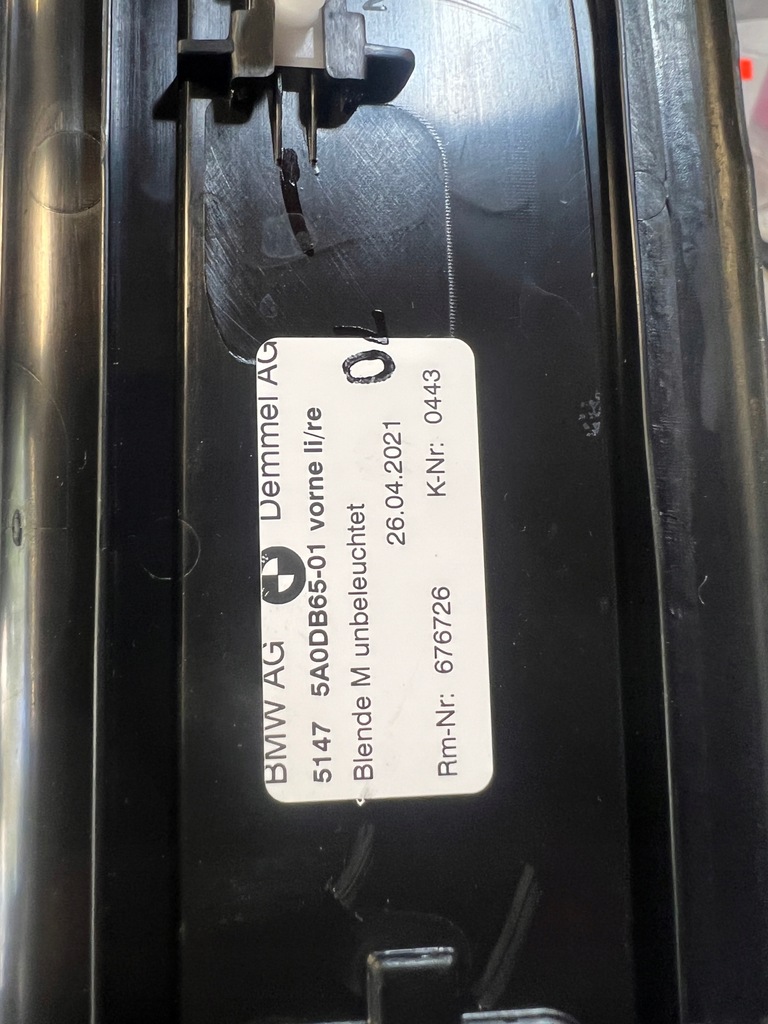 BMW AG Demmel AG
5147 5A0DB65-01 vorne li/re
Blende M unbeleuchtet
26.04.2021
Rm-Nr: 676726 K-Nr: 0443
07